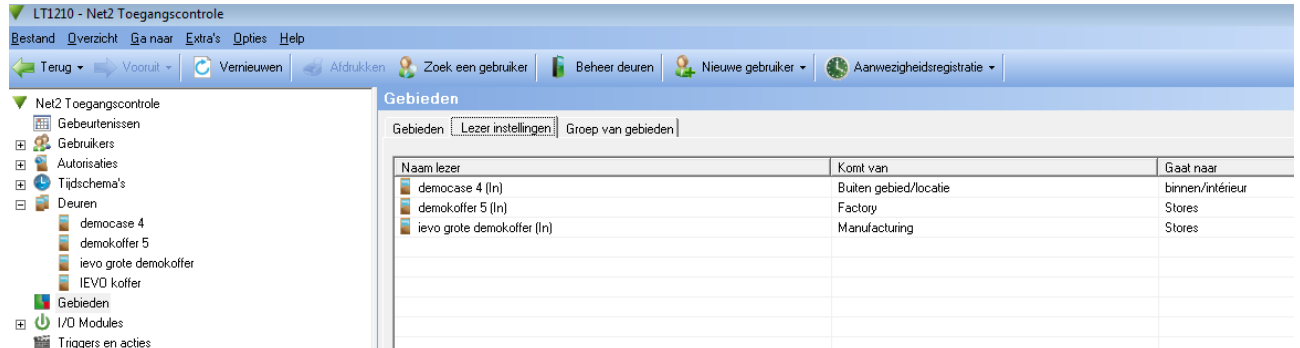 LT1210 - Net2 Toegangscontrole
Bestand Overzicht Ga naar Extra's Opties Help
Terug Vooruit Vernieuwen Afdrukken Zoek een gebruiker Beheer deuren Nieuwe gebruiker Aanwezigheidsregistratie
Net2 Toegangscontrole
Gebeurtenissen
Gebruikers
Autorisaties
Tijdschema's
Deuren
democase 4
demokoffer 5
ievo grote demokoffer
IEVO koffer
Gebieden
I/O Modules
Triggers en acties
Gebieden
Gebieden Lezer instellingen Groep van gebieden
Naam lezer Komt van Gaat naar
democase 4 (In) Buiten gebied/locatie binnen/intérieur
demokoffer 5 (In) Factory Stores
ievo grote demokoffer (In) Manufacturing Stores